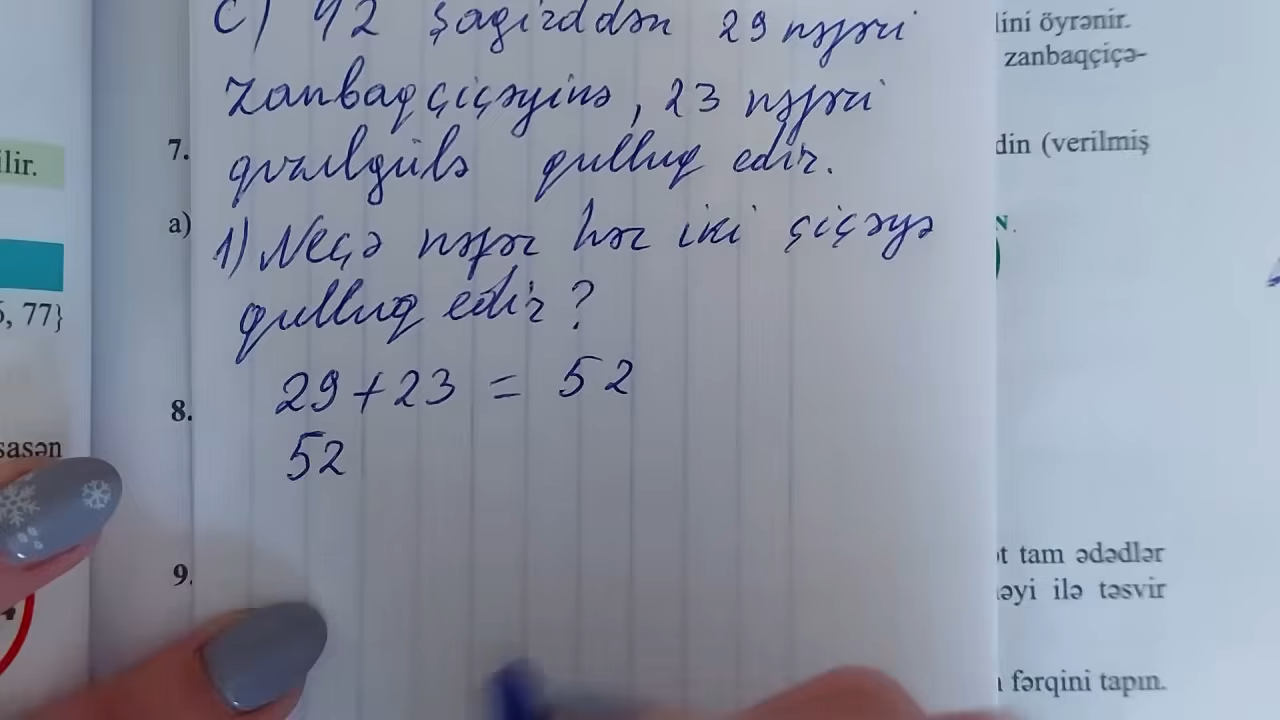 C) 42 şagirddən 29 nəfəri
zanbaqçiçəyinə, 23 nəfəri
qızılgülə qulluq edir.
1) Neçə nəfər hər iki çiçəyə
qulluq edir?
29+23 = 52
52
7.
a)
8.
9.
ilir.
5, 77}
sasən
lini öyrənir.
zanbaqçiçə-
din (verilmiş
N.
t tam ədədlər
əyi ilə təsvir
fərqini tapın.